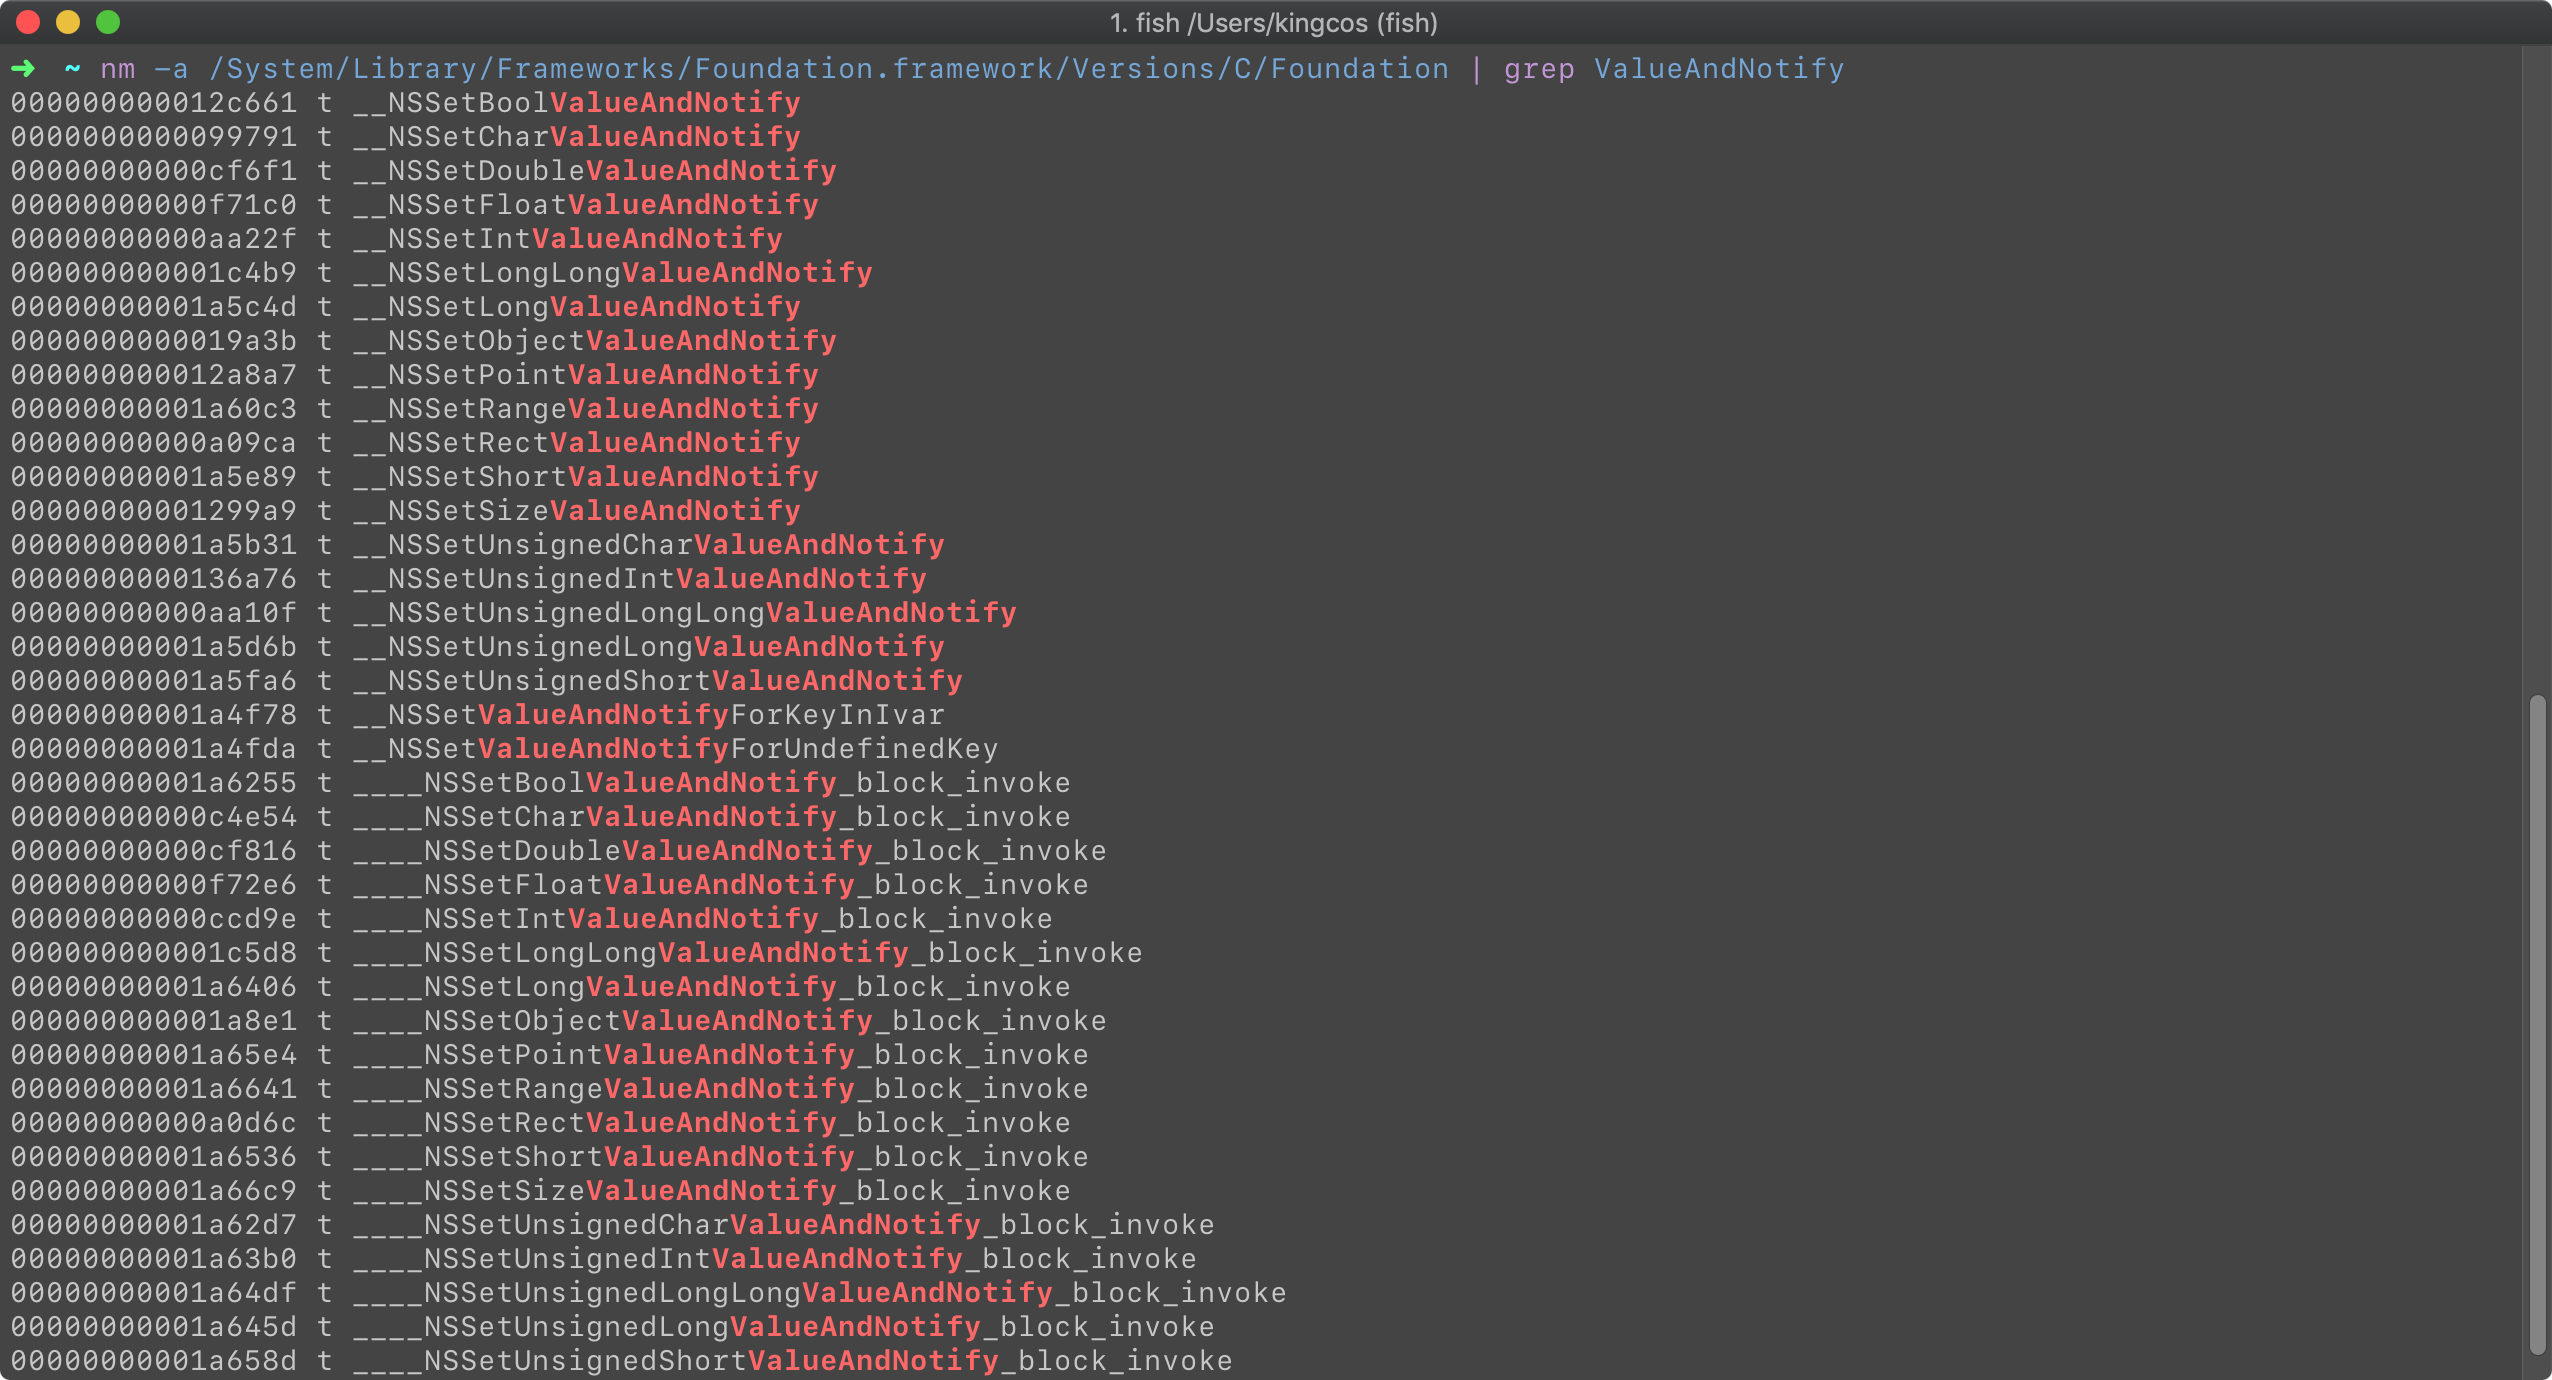 1. fish /Users/kingcos (fish)
➜ ~ nm -a /System/Library/Frameworks/Foundation.framework/Versions/C/Foundation | grep ValueAndNotify
000000000012c661 t __NSSetBoolValueAndNotify
0000000000099791 t __NSSetCharValueAndNotify
00000000000cf6f1 t __NSSetDoubleValueAndNotify
00000000000f71c0 t __NSSetFloatValueAndNotify
00000000000aa22f t __NSSetIntValueAndNotify
000000000001c4b9 t __NSSetLongLongValueAndNotify
00000000001a5c4d t __NSSetLongValueAndNotify
0000000000019a3b t __NSSetObjectValueAndNotify
000000000012a8a7 t __NSSetPointValueAndNotify
00000000001a60c3 t __NSSetRangeValueAndNotify
00000000000a09ca t __NSSetRectValueAndNotify
00000000001a5e89 t __NSSetShortValueAndNotify
00000000001299a9 t __NSSetSizeValueAndNotify
00000000001a5b31 t __NSSetUnsignedCharValueAndNotify
0000000000136a76 t __NSSetUnsignedIntValueAndNotify
00000000000aa10f t __NSSetUnsignedLongLongValueAndNotify
00000000001a5d6b t __NSSetUnsignedLongValueAndNotify
00000000001a5fa6 t __NSSetUnsignedShortValueAndNotify
00000000001a4f78 t __NSSetValueAndNotifyForKeyInIvar
00000000001a4fda t __NSSetValueAndNotifyForUndefinedKey
00000000001a6255 t ____NSSetBoolValueAndNotify_block_invoke
00000000000c4e54 t ____NSSetCharValueAndNotify_block_invoke
00000000000cf816 t ____NSSetDoubleValueAndNotify_block_invoke
00000000000f72e6 t ____NSSetFloatValueAndNotify_block_invoke
00000000000ccd9e t ____NSSetIntValueAndNotify_block_invoke
000000000001c5d8 t ____NSSetLongLongValueAndNotify_block_invoke
00000000001a6406 t ____NSSetLongValueAndNotify_block_invoke
000000000001a8e1 t ____NSSetObjectValueAndNotify_block_invoke
00000000001a65e4 t ____NSSetPointValueAndNotify_block_invoke
00000000001a6641 t ____NSSetRangeValueAndNotify_block_invoke
00000000000a0d6c t ____NSSetRectValueAndNotify_block_invoke
00000000001a6536 t ____NSSetShortValueAndNotify_block_invoke
00000000001a66c9 t ____NSSetSizeValueAndNotify_block_invoke
00000000001a62d7 t ____NSSetUnsignedCharValueAndNotify_block_invoke
00000000001a63b0 t ____NSSetUnsignedIntValueAndNotify_block_invoke
00000000001a64df t ____NSSetUnsignedLongLongValueAndNotify_block_invoke
00000000001a645d t ____NSSetUnsignedLongValueAndNotify_block_invoke
00000000001a658d t ____NSSetUnsignedShortValueAndNotify_block_invoke